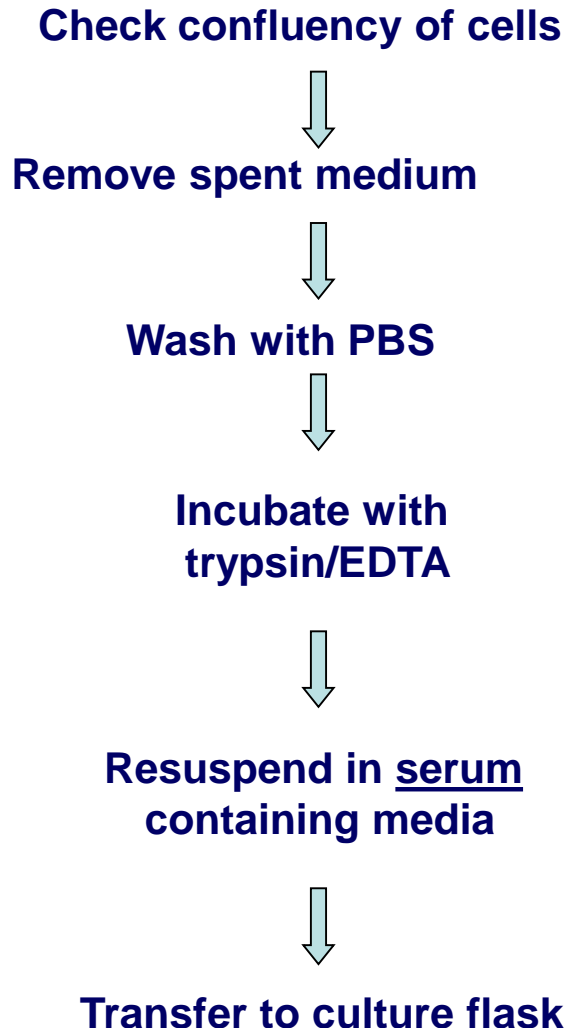 Check confluency of cells
Remove spent medium
Wash with PBS
Incubate with
trypsin/EDTA
Resuspend in serum
containing media
Transfer to culture flask